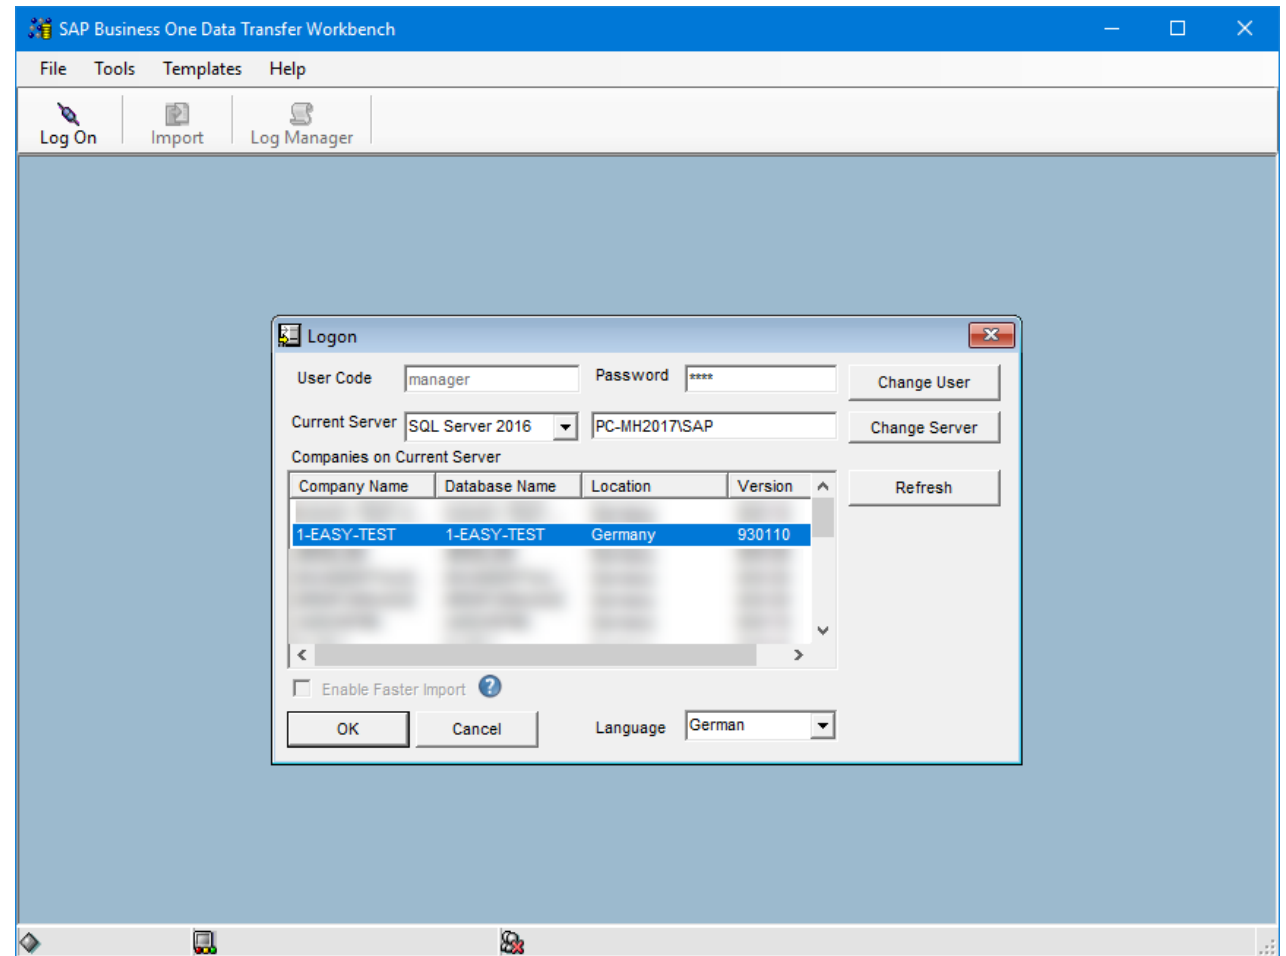 SAP Business One Data Transfer Workbench
File Tools Templates Help
Log On Import Log Manager
Logon
User Code manager Password **** Change User
Current Server SQL Server 2016 PC-MH2017\SAP Change Server
Companies on Current Server
Company Name Database Name Location Version Refresh
1-EASY-TEST 1-EASY-TEST Germany 930110
Enable Faster Import ?
OK Cancel Language German